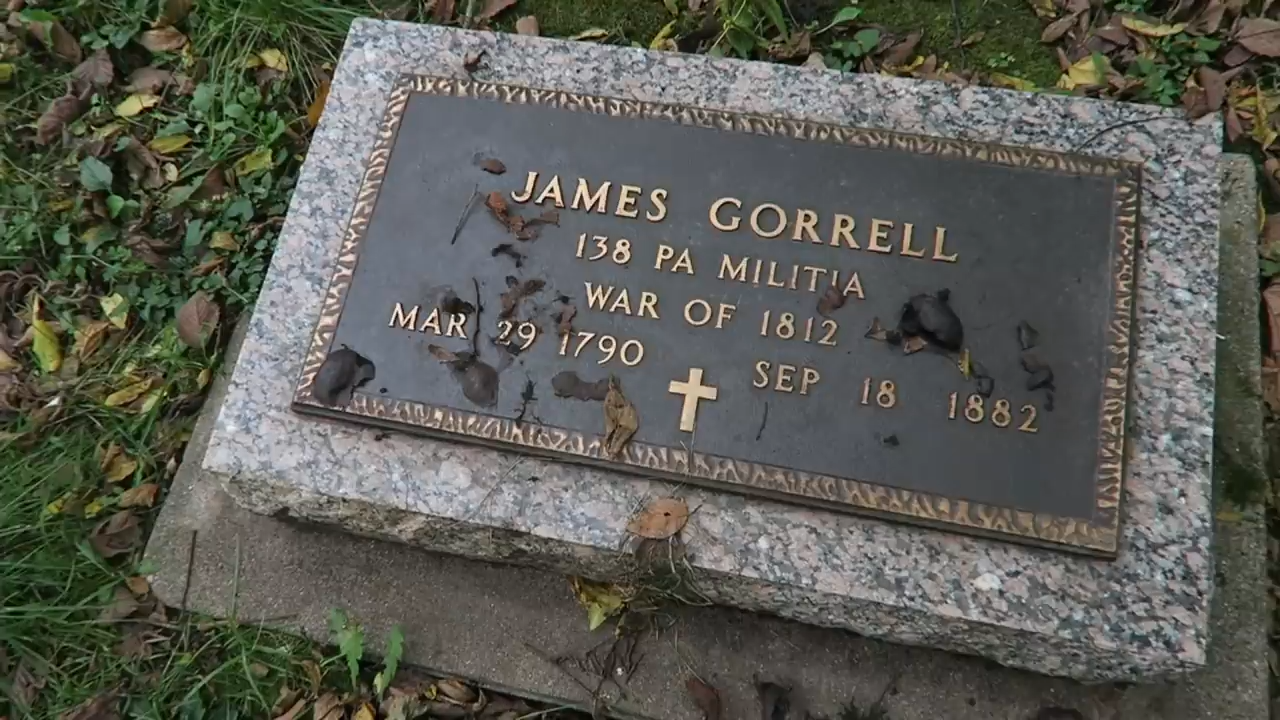 JAMES GORRELL
138 PA MILITIA
WAR OF 1812
MAR 29 1790 SEP 18 1882